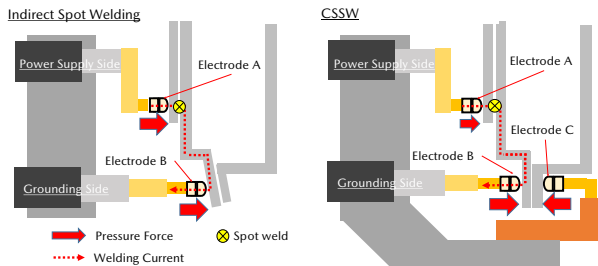 Indirect Spot Welding
CSSW
Power Supply Side
Electrode A
Electrode B
Grounding Side
Power Supply Side
Electrode A
Electrode C
Electrode B
Grounding Side
Pressure Force
Spot weld
Welding Current